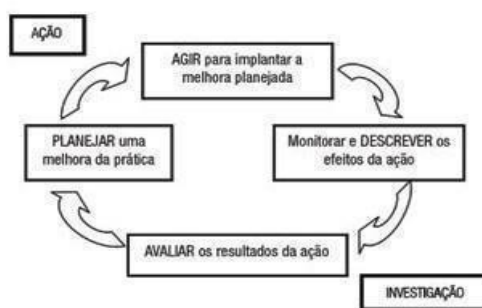 AÇÃO
AGIR para implantar a
melhora planejada
PLANEJAR uma
melhora da prática
Monitorar e DESCREVER os
efeitos da ação
AVALIAR os resultados da ação
INVESTIGAÇÃO